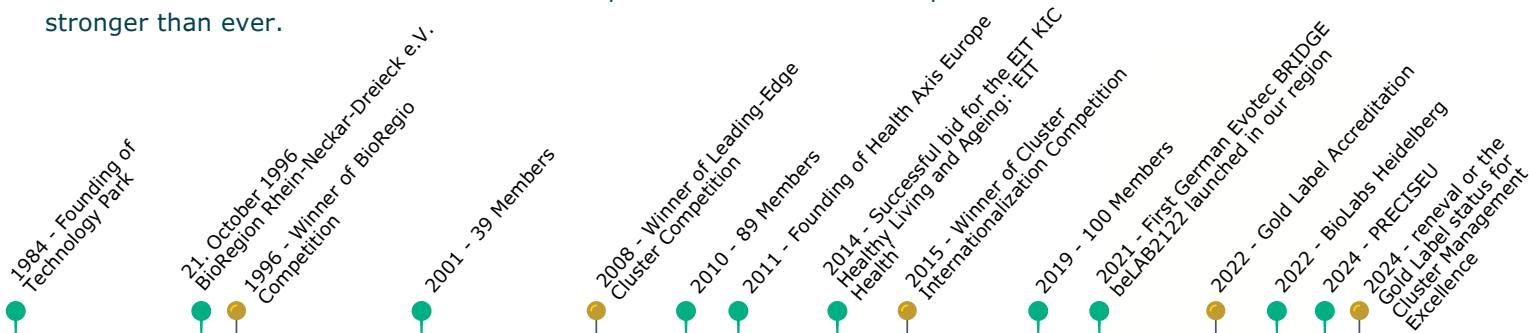 stronger than ever.
1984 - Founding of
Technology Park
21. October 1996
BioRegion Rhein-Neckar-Dreieck e.V.
1996 - Winner of BioRegio
Competition
2001 - 39 Members
2008 - Winner of Leading-Edge
Cluster Competition
2010 - 89 Members
2011 - Founding of Health Axis Europe
2014 - Successful bid for the EIT KIC
Healthy Living and Ageing: 'EIT
Health'
2015 - Winner of Cluster
Internationalization Competition
2019 - 100 Members
2021 - First German Evotec BRIDGE
beLAB2122 launched in our region
2022 - Gold Label Accreditation
2022 - BioLabs Heidelberg
2024 - PRECISEU
2024 - reneval or the
Gold Label status for
Cluster Management
Excellence